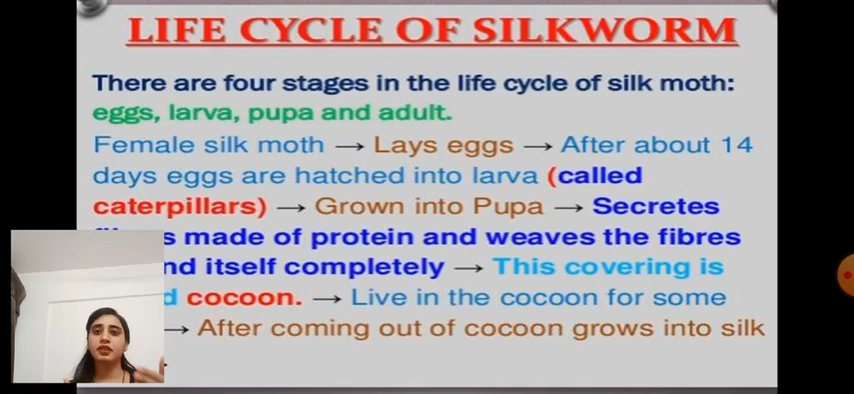 LIFE CYCLE OF SILKWORM
There are four stages in the life cycle of silk moth:
eggs, larva, pupa and adult.
Female silk moth → Lays eggs → After about 14
days eggs are hatched into larva (called
caterpillars) → Grown into Pupa → Secretes
made of protein and weaves the fibres
itself completely → This covering is
cocoon. → Live in the cocoon for some
→ After coming out of cocoon grows into silk